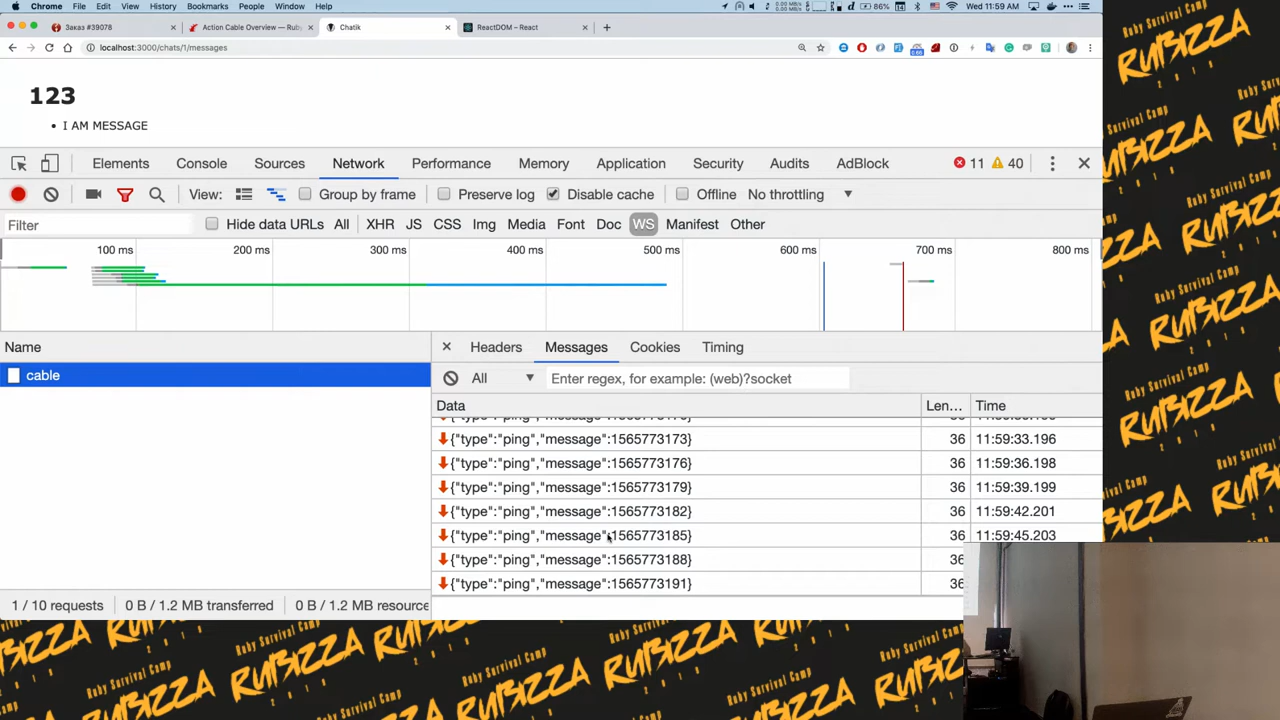 Chrome File Edit View History Bookmarks People Window Help
86% Wed 11:59 AM
Заказ #39078
Action Cable Overview — Rub
Chatik
ReactDOM – React
localhost:3000/chats/1/messages
123
• I AM MESSAGE
Elements Console Sources Network Performance Memory Application Security Audits AdBlock 11 40
View: Group by frame Preserve log Disable cache Offline No throttling
Filter Hide data URLs All XHR JS CSS Img Media Font Doc WS Manifest Other
100 ms 200 ms 300 ms 400 ms 500 ms 600 ms 700 ms 800 ms
Name
cable
Headers Messages Cookies Timing
All Enter regex, for example: (web)?socket
Data Len... Time
{"type":"ping","message":1565773173} 36 11:59:33.196
{"type":"ping","message":1565773176} 36 11:59:36.198
{"type":"ping","message":1565773179} 36 11:59:39.199
{"type":"ping","message":1565773182} 36 11:59:42.201
{"type":"ping","message":1565773185} 36 11:59:45.203
{"type":"ping","message":1565773188} 36
{"type":"ping","message":1565773191} 36
1 / 10 requests 0 B / 1.2 MB transferred 0 B / 1.2 MB resource
Ruby Survival Camp
RUBIZZA
2018